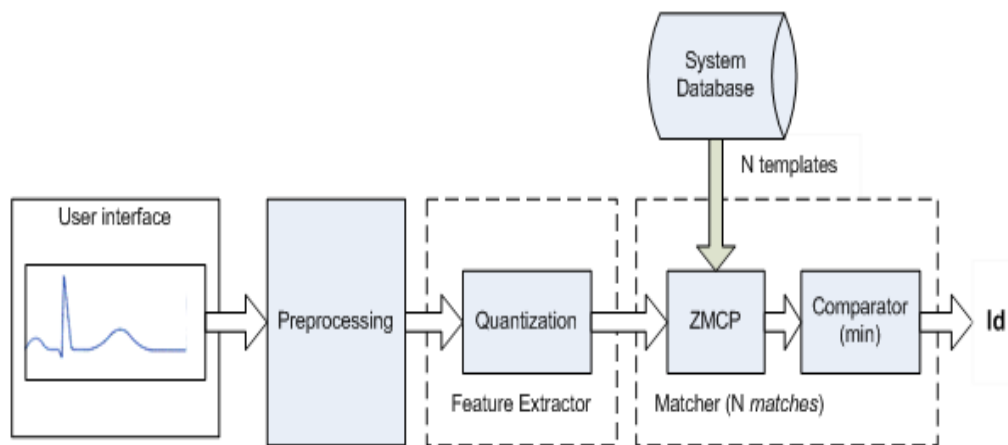 System
Database
N templates
User interface
Preprocessing
Quantization
ZMCP
Comparator
(min)
Id
Feature Extractor
Matcher (N matches)